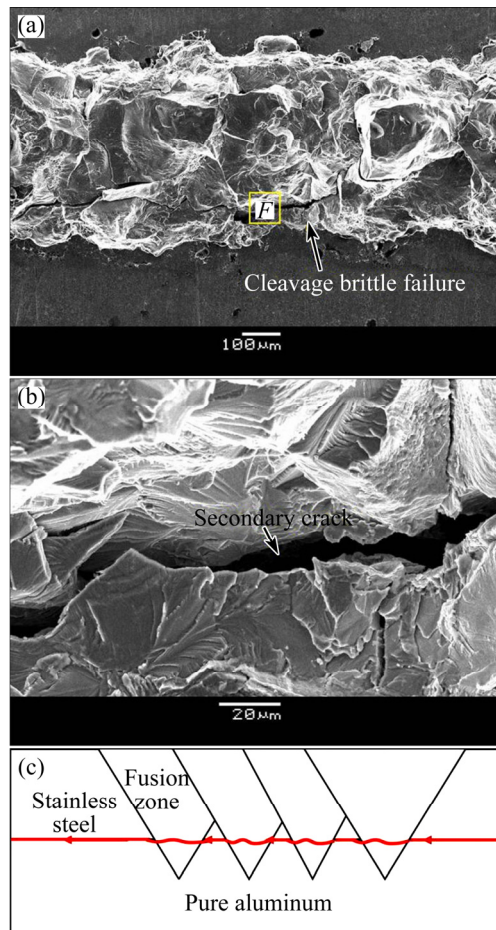 (a)
F
Cleavage brittle failure
100μm
(b)
Secondary crack
20μm
(c)
Fusion
zone
Stainless
steel
Pure aluminum